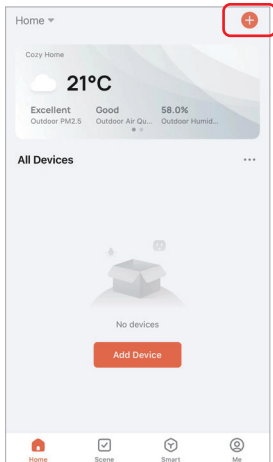 Home
Cozy Home
21°C
Excellent Good 58.0%
Outdoor PM2.5 Outdoor Air Qu... Outdoor Humid...
All Devices
No devices
Add Device
Home Scene Smart Me